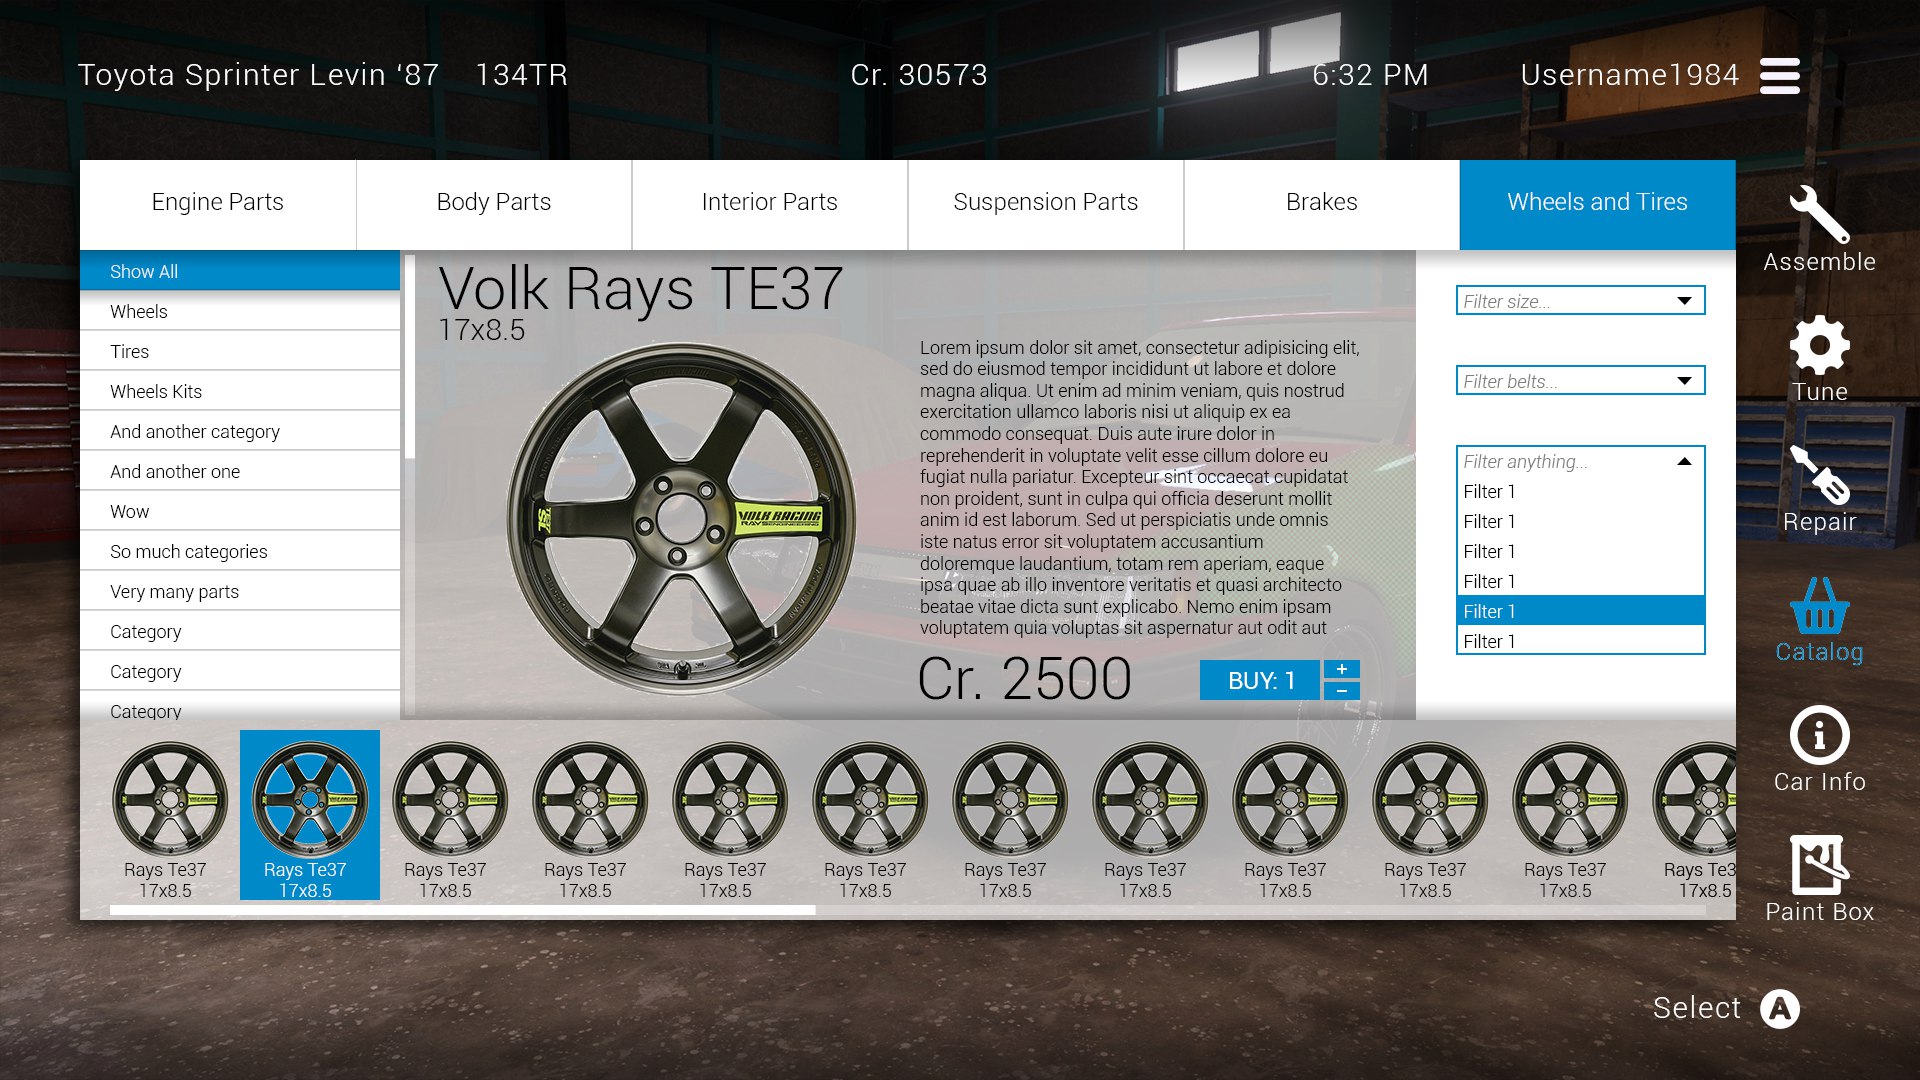 Toyota Sprinter Levin ‘87 134TR Cr. 30573 6:32 PM Username1984
Engine Parts Body Parts Interior Parts Suspension Parts Brakes Wheels and Tires
Show All
Wheels
Tires
Wheels Kits
And another category
And another one
Wow
So much categories
Very many parts
Category
Category
Category
Volk Rays TE37
17x8.5
VOLK RACING
RAYS ENGINEERING
Lorem ipsum dolor sit amet, consectetur adipisicing elit,
sed do eiusmod tempor incididunt ut labore et dolore
magna aliqua. Ut enim ad minim veniam, quis nostrud
exercitation ullamco laboris nisi ut aliquip ex ea
commodo consequat. Duis aute irure dolor in
reprehenderit in voluptate velit esse cillum dolore eu
fugiat nulla pariatur. Excepteur sint occaecat cupidatat
non proident, sunt in culpa qui officia deserunt mollit
anim id est laborum. Sed ut perspiciatis unde omnis
iste natus error sit voluptatem accusantium
doloremque laudantium, totam rem aperiam, eaque
ipsa quae ab illo inventore veritatis et quasi architecto
beatae vitae dicta sunt explicabo. Nemo enim ipsam
voluptatem quia voluptas sit aspernatur aut odit aut
Cr. 2500
BUY: 1
+
−
Filter size...
Filter belts...
Filter anything...
Filter 1
Filter 1
Filter 1
Filter 1
Filter 1
Filter 1
Assemble
Tune
Repair
Catalog
Car Info
Paint Box
Rays Te37 Rays Te37 Rays Te37 Rays Te37 Rays Te37 Rays Te37 Rays Te37 Rays Te37 Rays Te37 Rays Te37 Rays Te37 Rays Te3
17x8.5 17x8.5 17x8.5 17x8.5 17x8.5 17x8.5 17x8.5 17x8.5 17x8.5 17x8.5 17x8.5 17x8.5
Select A